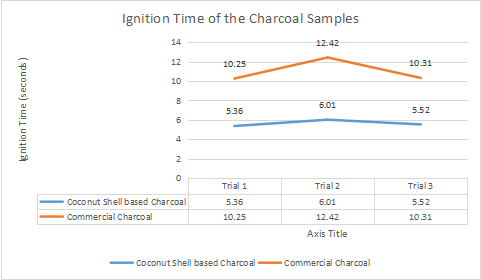 Ignition Time of the Charcoal Samples
Ignition Time (seconds)
14
12
10
8
6
4
2
0
10.25
12.42
10.31
5.36
6.01
5.52
Trial 1 Trial 2 Trial 3
Coconut Shell based Charcoal 5.36 6.01 5.52
Commercial Charcoal 10.25 12.42 10.31
Axis Title
Coconut Shell based Charcoal Commercial Charcoal